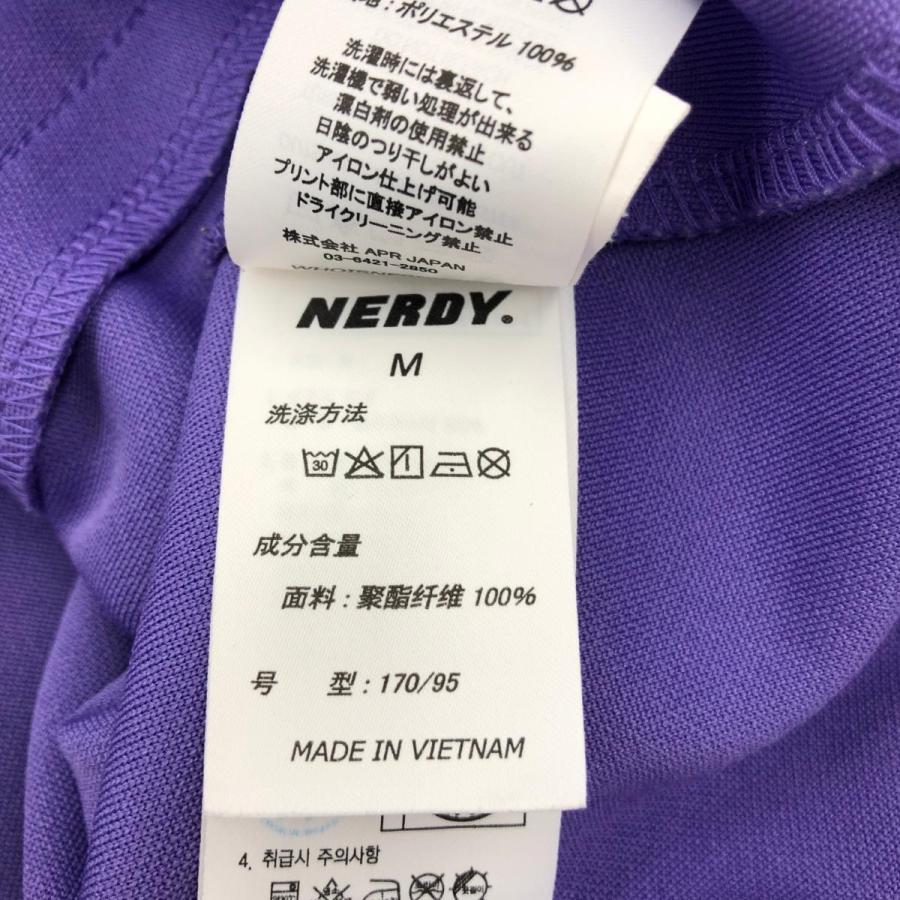 地：ポリエステル 100%
洗濯時には裏返して、
洗濯機で弱い処理が出来る
漂白剤の使用禁止
日陰のつり干しがよい
アイロン仕上げ可能
プリント部に直接アイロン禁止
ドライクリーニング禁止
株式会社 APR JAPAN
03-6421-2850
NERDY®
M
洗涤方法
30
成分含量
面料 : 聚酯纤维 100%
号 型 : 170/95
MADE IN VIETNAM
4. 취급시 주의사항